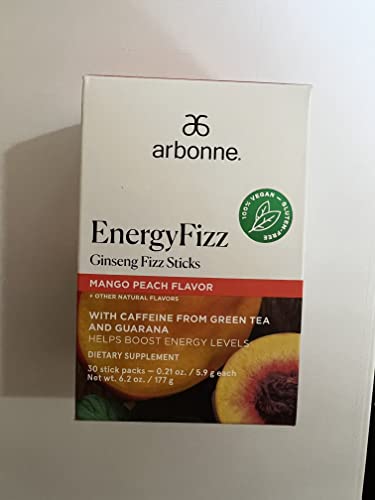 arbonne.
100% VEGAN – GLUTEN-FREE
EnergyFizz
Ginseng Fizz Sticks
MANGO PEACH FLAVOR
+ OTHER NATURAL FLAVORS
WITH CAFFEINE FROM GREEN TEA
AND GUARANA
HELPS BOOST ENERGY LEVELS
DIETARY SUPPLEMENT
30 stick packs – 0.21 oz. / 5.9 g each
Net wt. 6.2 oz. / 177 g